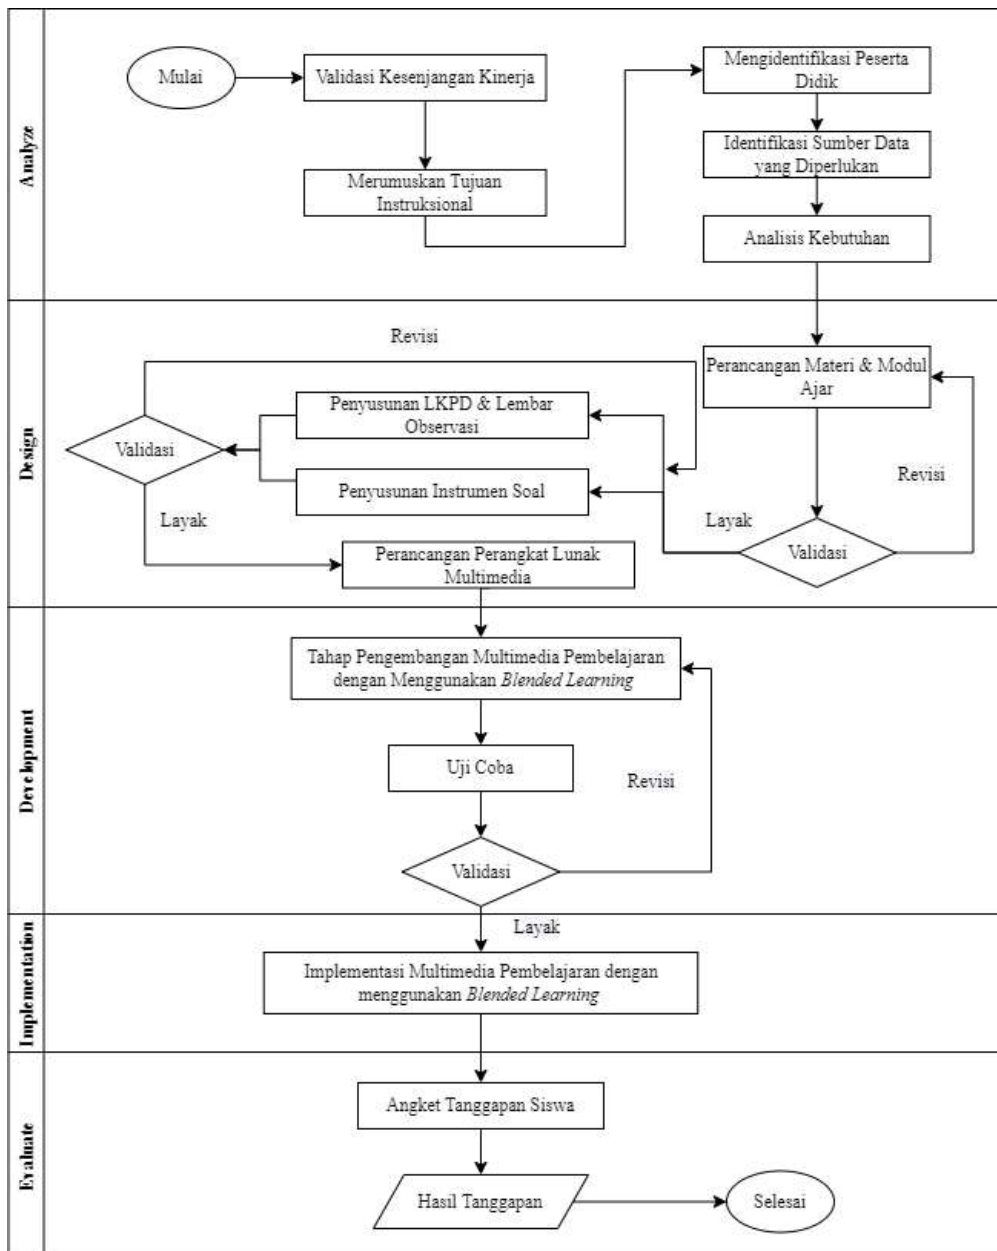 Analyze
Mulai
Validasi Kesenjangan Kinerja
Merumuskan Tujuan
Instruksional
Mengidentifikasi Peserta
Didik
Identifikasi Sumber Data
yang Diperlukan
Analisis Kebutuhan
Design
Revisi
Perancangan Materi & Modul
Ajar
Penyusunan LKPD & Lembar
Observasi
Validasi
Revisi
Penyusunan Instrumen Soal
Layak
Layak
Validasi
Perancangan Perangkat Lunak
Multimedia
Development
Tahap Pengembangan Multimedia Pembelajaran
dengan Menggunakan Blended Learning
Uji Coba
Revisi
Validasi
Layak
Implementation
Implementasi Multimedia Pembelajaran dengan
menggunakan Blended Learning
Evaluate
Angket Tanggapan Siswa
Hasil Tanggapan
Selesai